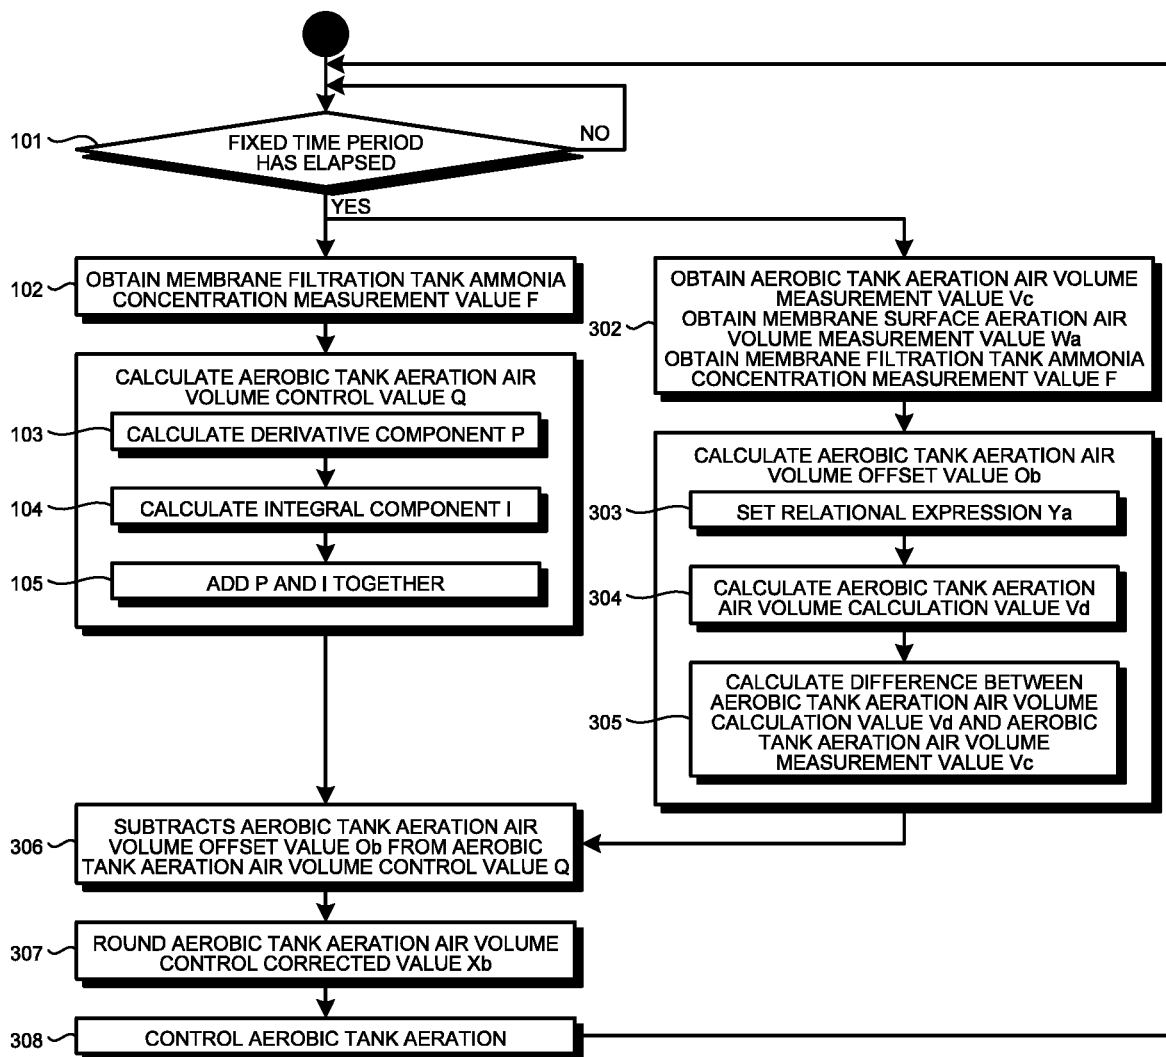 101
FIXED TIME PERIOD
HAS ELAPSED
NO
YES
102
OBTAIN MEMBRANE FILTRATION TANK AMMONIA
CONCENTRATION MEASUREMENT VALUE F
CALCULATE AEROBIC TANK AERATION AIR
VOLUME CONTROL VALUE Q
103
CALCULATE DERIVATIVE COMPONENT P
104
CALCULATE INTEGRAL COMPONENT I
105
ADD P AND I TOGETHER
302
OBTAIN AEROBIC TANK AERATION AIR VOLUME
MEASUREMENT VALUE Vc
OBTAIN MEMBRANE SURFACE AERATION AIR
VOLUME MEASUREMENT VALUE Wa
OBTAIN MEMBRANE FILTRATION TANK AMMONIA
CONCENTRATION MEASUREMENT VALUE F
CALCULATE AEROBIC TANK AERATION AIR
VOLUME OFFSET VALUE Ob
303
SET RELATIONAL EXPRESSION Ya
304
CALCULATE AEROBIC TANK AERATION
AIR VOLUME CALCULATION VALUE Vd
305
CALCULATE DIFFERENCE BETWEEN
AEROBIC TANK AERATION AIR VOLUME
CALCULATION VALUE Vd AND AEROBIC
TANK AERATION AIR VOLUME
MEASUREMENT VALUE Vc
306
SUBTRACTS AEROBIC TANK AERATION AIR
VOLUME OFFSET VALUE Ob FROM AEROBIC
TANK AERATION AIR VOLUME CONTROL VALUE Q
307
ROUND AEROBIC TANK AERATION AIR VOLUME
CONTROL CORRECTED VALUE Xb
308
CONTROL AEROBIC TANK AERATION